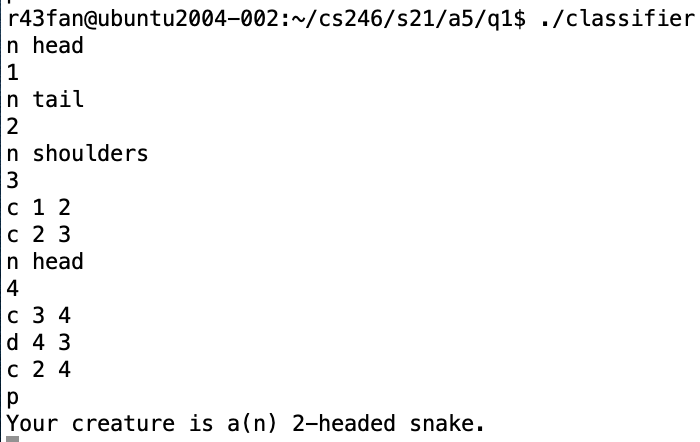 r43fan@ubuntu2004-002:~/cs246/s21/a5/q1$ ./classifier
n head
1
n tail
2
n shoulders
3
c 1 2
c 2 3
n head
4
c 3 4
d 4 3
c 2 4
p
Your creature is a(n) 2-headed snake.